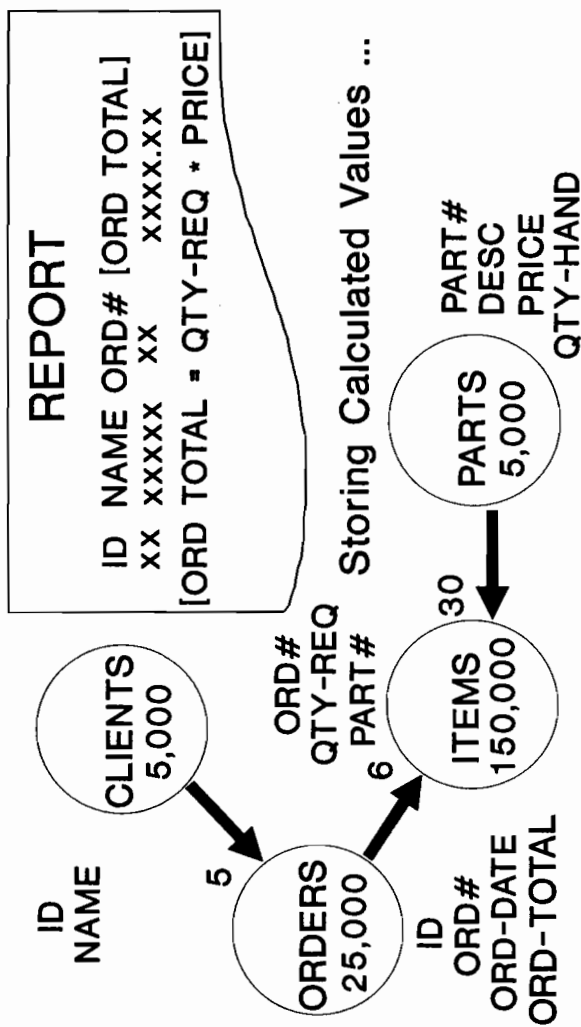 REPORT
ID NAME ORD# [ORD TOTAL]
XX XXXXX XX XXXX.XX
[ORD TOTAL = QTY-REQ * PRICE]
Storing Calculated Values ...
ID
NAME
CLIENTS
5,000
5
ORDERS
25,000
ID
ORD#
ORD-DATE
ORD-TOTAL
ORD#
QTY-REQ
PART#
6
30
ITEMS
150,000
PARTS
5,000
PART#
DESC
PRICE
QTY-HAND